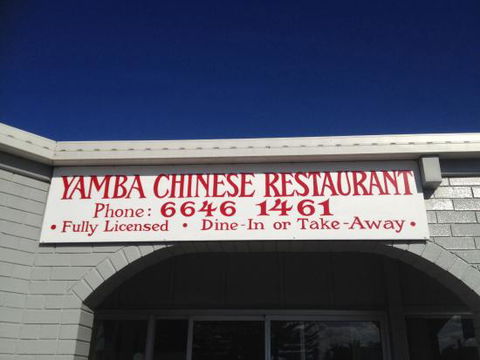 YAMBA CHINESE RESTAURANT
Phone: 6646 1461
• Fully Licensed • Dine-In or Take-Away •